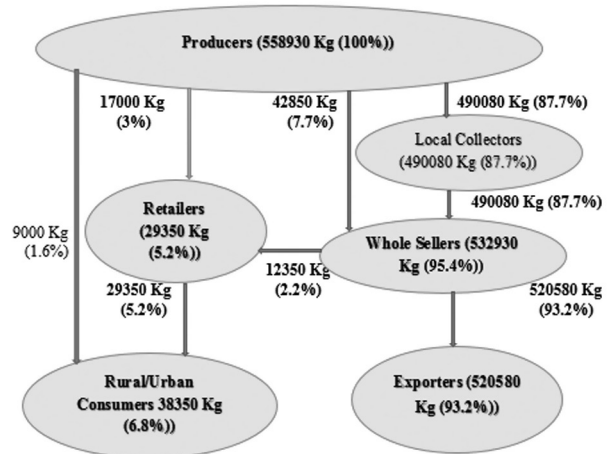 Producers (558930 Kg (100%))
17000 Kg
(3%)
42850 Kg
(7.7%)
490080 Kg (87.7%)
Local Collectors
(490080 Kg (87.7%))
490080 Kg (87.7%)
Retailers
(29350 Kg
(5.2%))
9000 Kg
(1.6%)
Whole Sellers (532930
Kg (95.4%))
12350 Kg
(2.2%)
29350 Kg
(5.2%)
520580 Kg
(93.2%)
Rural/Urban
Consumers 38350 Kg
(6.8%))
Exporters (520580
Kg (93.2%))